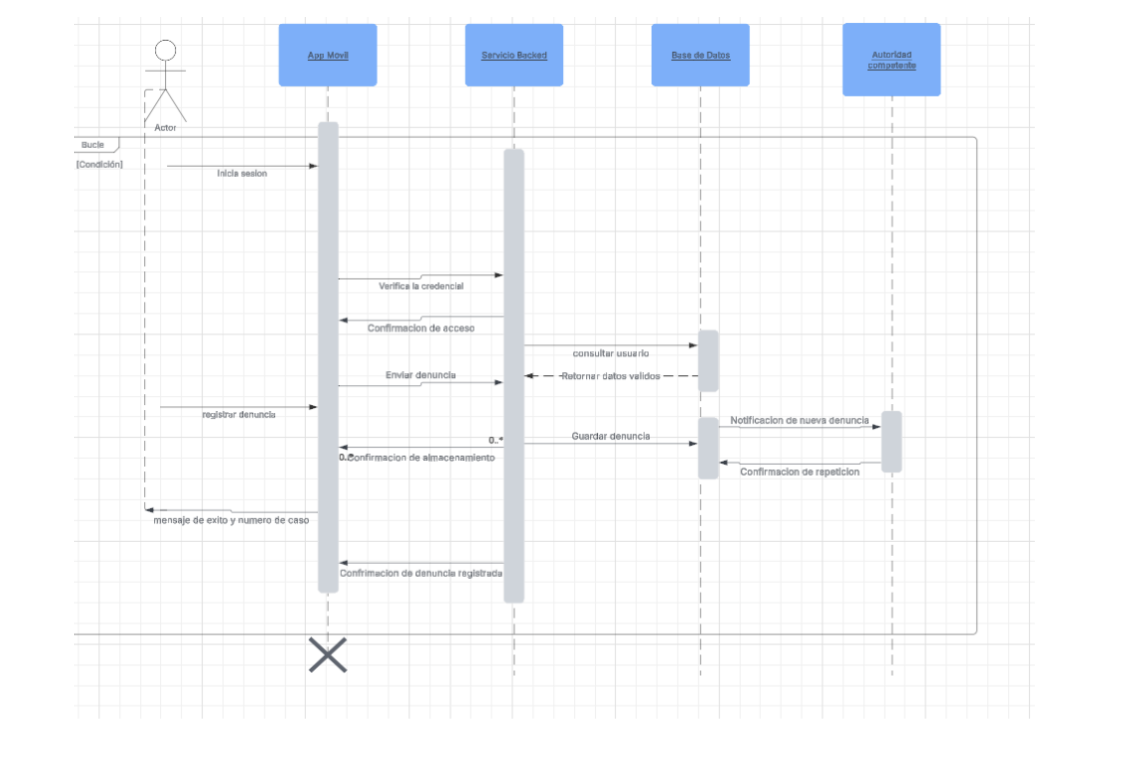 App Movil
Servicio Backed
Base de Datos
Autoridad
competente
Actor
Bucle
[Condición]
Inicia sesion
Verifica la credencial
Confirmacion de acceso
consultar usuario
Enviar denuncia
Retornar datos validos
registrar denuncia
Notificacion de nueva denuncia
Guardar denuncia
0..*
0..*
Confirmacion de almacenamiento
Confirmacion de repeticion
mensaje de exito y numero de caso
Confrimacion de denuncia registrada